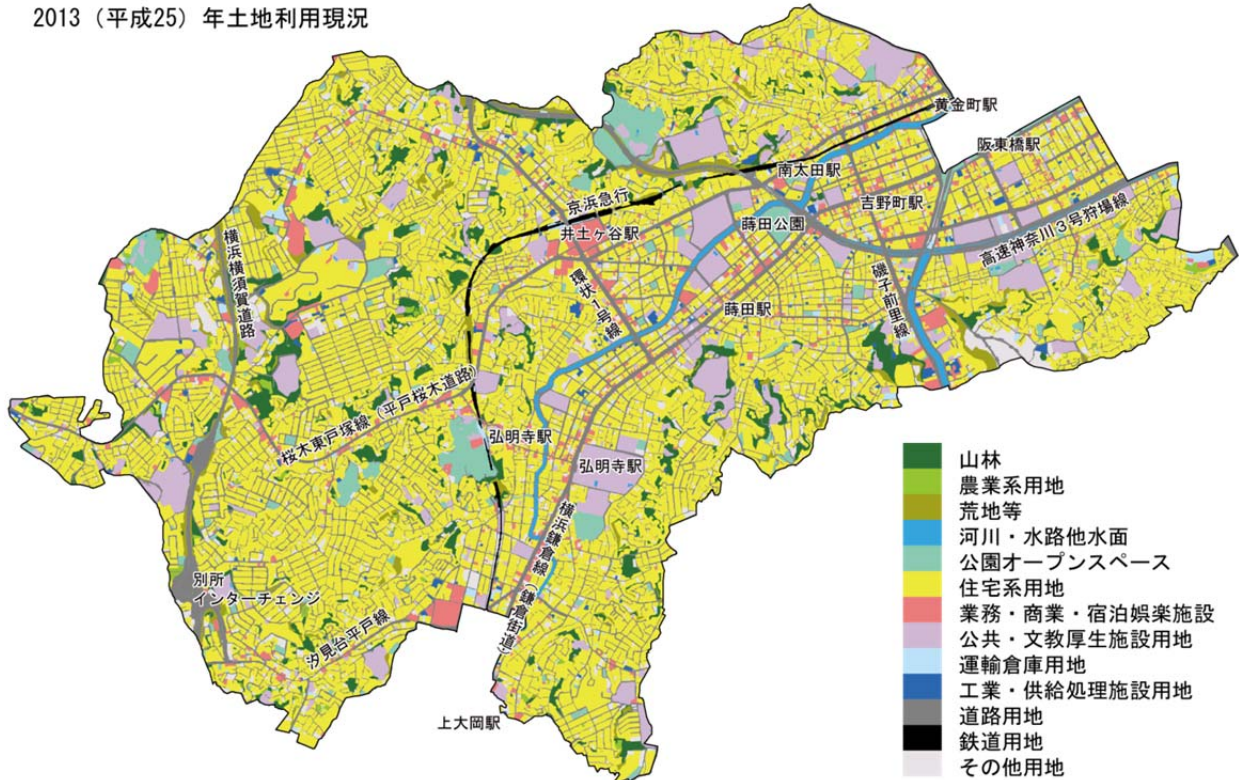 2013（平成25）年土地利用現況
黄金町駅
阪東橋駅
南太田駅
京浜急行
吉野町駅
井土ヶ谷駅
蒔田公園
高速神奈川３号狩場線
横浜横須賀道路
環状１号線
磯子前里線
蒔田駅
桜木東戸塚線（平戸桜木道路）
弘明寺駅
弘明寺駅
横浜鎌倉線（鎌倉街道）
別所
インターチェンジ
汐見台平戸線
上大岡駅
山林
農業系用地
荒地等
河川・水路他水面
公園オープンスペース
住宅系用地
業務・商業・宿泊娯楽施設
公共・文教厚生施設用地
運輸倉庫用地
工業・供給処理施設用地
道路用地
鉄道用地
その他用地